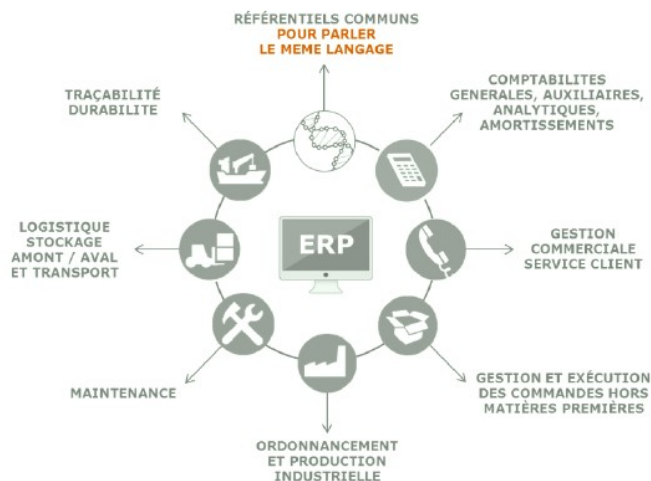 RÉFÉRENTIELS COMMUNS
POUR PARLER
LE MEME LANGAGE
TRAÇABILITÉ
DURABILITE
COMPTABILITES
GENERALES, AUXILIAIRES,
ANALYTIQUES,
AMORTISSEMENTS
LOGISTIQUE
STOCKAGE
AMONT / AVAL
ET TRANSPORT
ERP
GESTION
COMMERCIALE
SERVICE CLIENT
MAINTENANCE
GESTION ET EXÉCUTION
DES COMMANDES HORS
MATIÈRES PREMIÈRES
ORDONNANCEMENT
ET PRODUCTION
INDUSTRIELLE